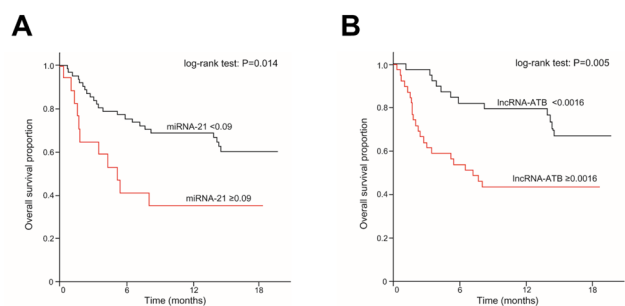 A
log-rank test: P=0.014
1.0
0.8
0.6
0.4
0.2
0
miRNA-21 <0.09
miRNA-21 ≥0.09
Overall survival proportion
0 6 12 18
Time (months)
B
log-rank test: P=0.005
1.0
0.8
0.6
0.4
0.2
0
lncRNA-ATB <0.0016
lncRNA-ATB ≥0.0016
Overall survival proportion
0 6 12 18
Time (months)